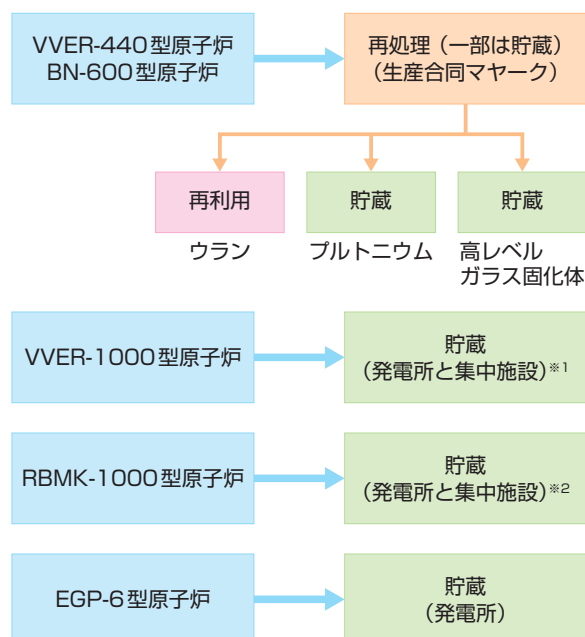 VVER-440型原子炉
BN-600型原子炉
再処理（一部は貯蔵）
（生産合同マヤーク）
再利用
貯蔵
貯蔵
ウラン
プルトニウム
高レベル
ガラス固化体
VVER-1000型原子炉
貯蔵
（発電所と集中施設）※1
RBMK-1000型原子炉
貯蔵
（発電所と集中施設）※2
EGP-6型原子炉
貯蔵
（発電所）